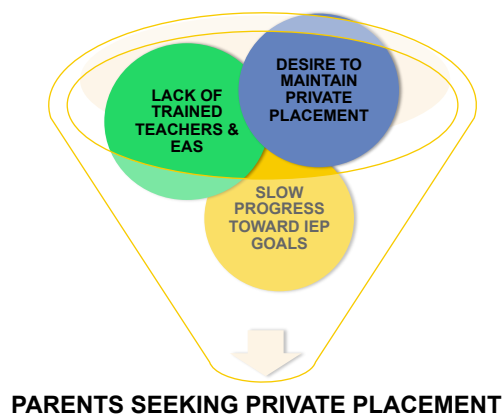 LACK OF
TRAINED
TEACHERS &
EAS
DESIRE TO
MAINTAIN
PRIVATE
PLACEMENT
SLOW
PROGRESS
TOWARD IEP
GOALS
PARENTS SEEKING PRIVATE PLACEMENT